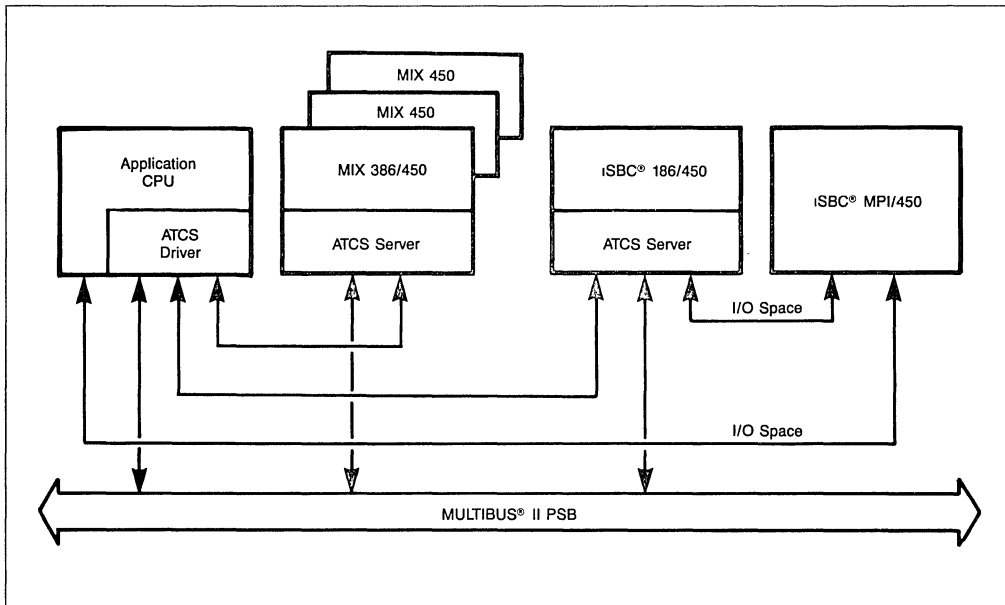 MIX 450
MIX 450
Application
CPU
MIX 386/450
iSBC® 186/450
iSBC® MPI/450
ATCS
Driver
ATCS Server
ATCS Server
I/O Space
I/O Space
MULTIBUS® II PSB